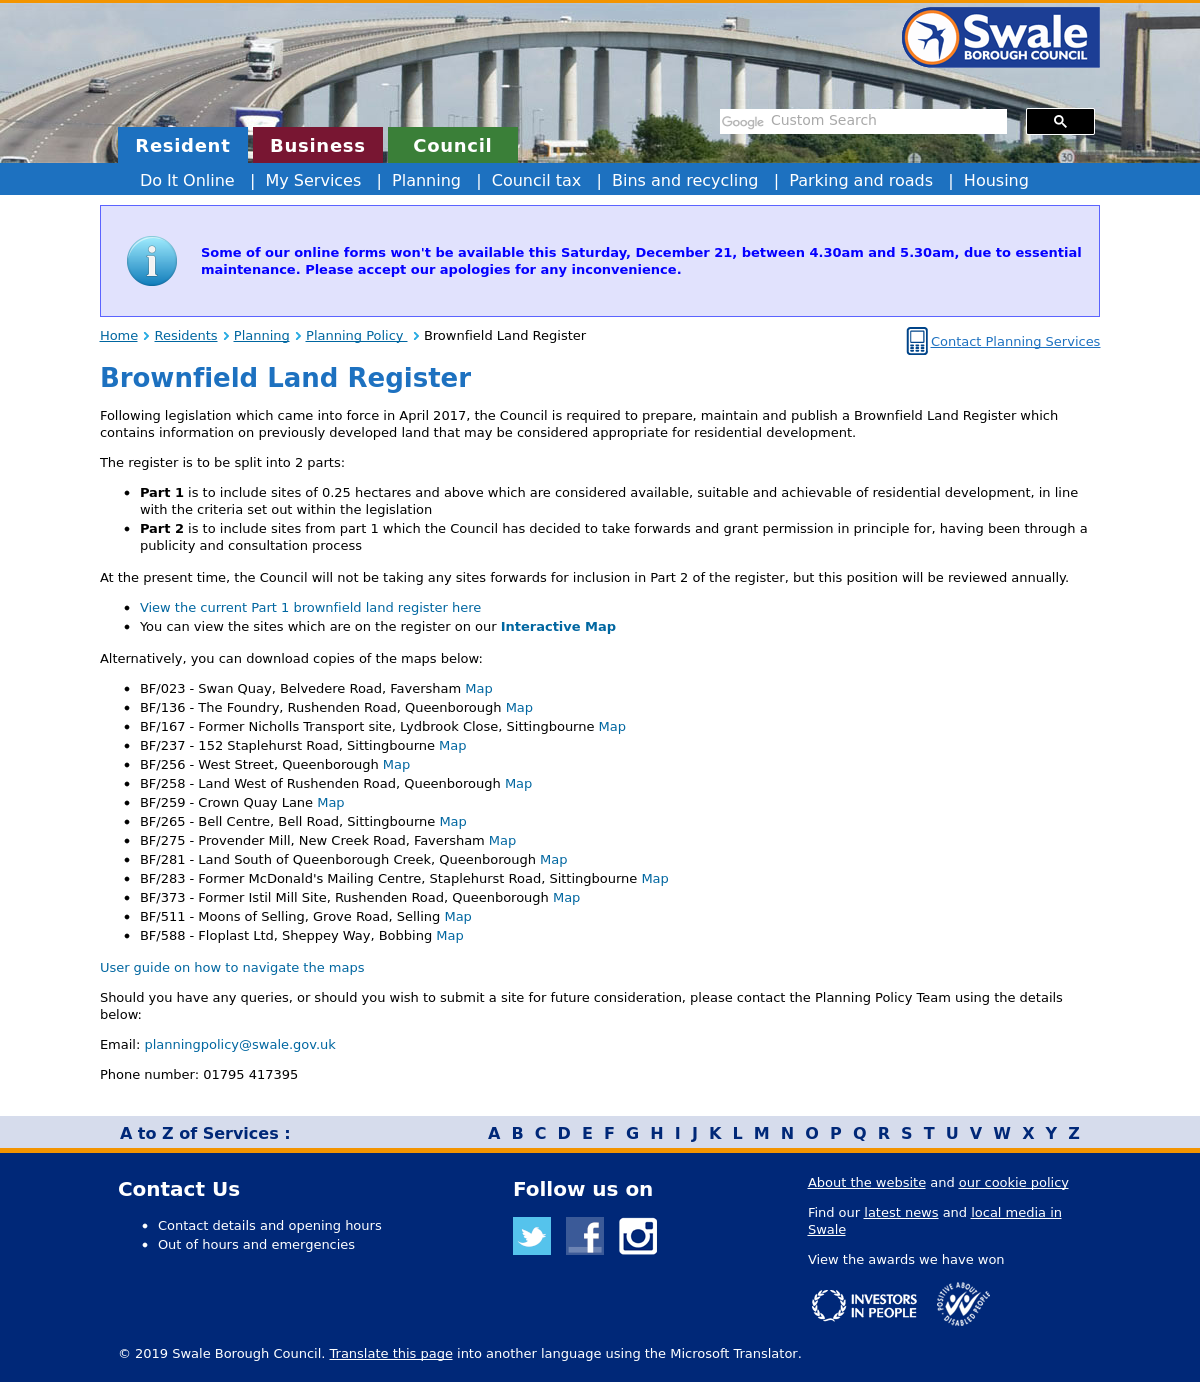 Swale
BOROUGH COUNCIL
Google Custom Search
Resident Business Council
30
Do It Online | My Services | Planning | Council tax | Bins and recycling | Parking and roads | Housing
Some of our online forms won't be available this Saturday, December 21, between 4.30am and 5.30am, due to essential
maintenance. Please accept our apologies for any inconvenience.
Home Residents Planning Planning Policy Brownfield Land Register
Contact Planning Services
Brownfield Land Register
Following legislation which came into force in April 2017, the Council is required to prepare, maintain and publish a Brownfield Land Register which
contains information on previously developed land that may be considered appropriate for residential development.
The register is to be split into 2 parts:
• Part 1 is to include sites of 0.25 hectares and above which are considered available, suitable and achievable of residential development, in line
with the criteria set out within the legislation
• Part 2 is to include sites from part 1 which the Council has decided to take forwards and grant permission in principle for, having been through a
publicity and consultation process
At the present time, the Council will not be taking any sites forwards for inclusion in Part 2 of the register, but this position will be reviewed annually.
• View the current Part 1 brownfield land register here
• You can view the sites which are on the register on our Interactive Map
Alternatively, you can download copies of the maps below:
• BF/023 - Swan Quay, Belvedere Road, Faversham Map
• BF/136 - The Foundry, Rushenden Road, Queenborough Map
• BF/167 - Former Nicholls Transport site, Lydbrook Close, Sittingbourne Map
• BF/237 - 152 Staplehurst Road, Sittingbourne Map
• BF/256 - West Street, Queenborough Map
• BF/258 - Land West of Rushenden Road, Queenborough Map
• BF/259 - Crown Quay Lane Map
• BF/265 - Bell Centre, Bell Road, Sittingbourne Map
• BF/275 - Provender Mill, New Creek Road, Faversham Map
• BF/281 - Land South of Queenborough Creek, Queenborough Map
• BF/283 - Former McDonald's Mailing Centre, Staplehurst Road, Sittingbourne Map
• BF/373 - Former Istil Mill Site, Rushenden Road, Queenborough Map
• BF/511 - Moons of Selling, Grove Road, Selling Map
• BF/588 - Floplast Ltd, Sheppey Way, Bobbing Map
User guide on how to navigate the maps
Should you have any queries, or should you wish to submit a site for future consideration, please contact the Planning Policy Team using the details
below:
Email: planningpolicy@swale.gov.uk
Phone number: 01795 417395
A to Z of Services : A B C D E F G H I J K L M N O P Q R S T U V W X Y Z
Contact Us
• Contact details and opening hours
• Out of hours and emergencies
Follow us on
About the website and our cookie policy
Find our latest news and local media in
Swale
View the awards we have won
INVESTORS
IN PEOPLE
POSITIVE ABOUT DISABLED PEOPLE
© 2019 Swale Borough Council. Translate this page into another language using the Microsoft Translator.